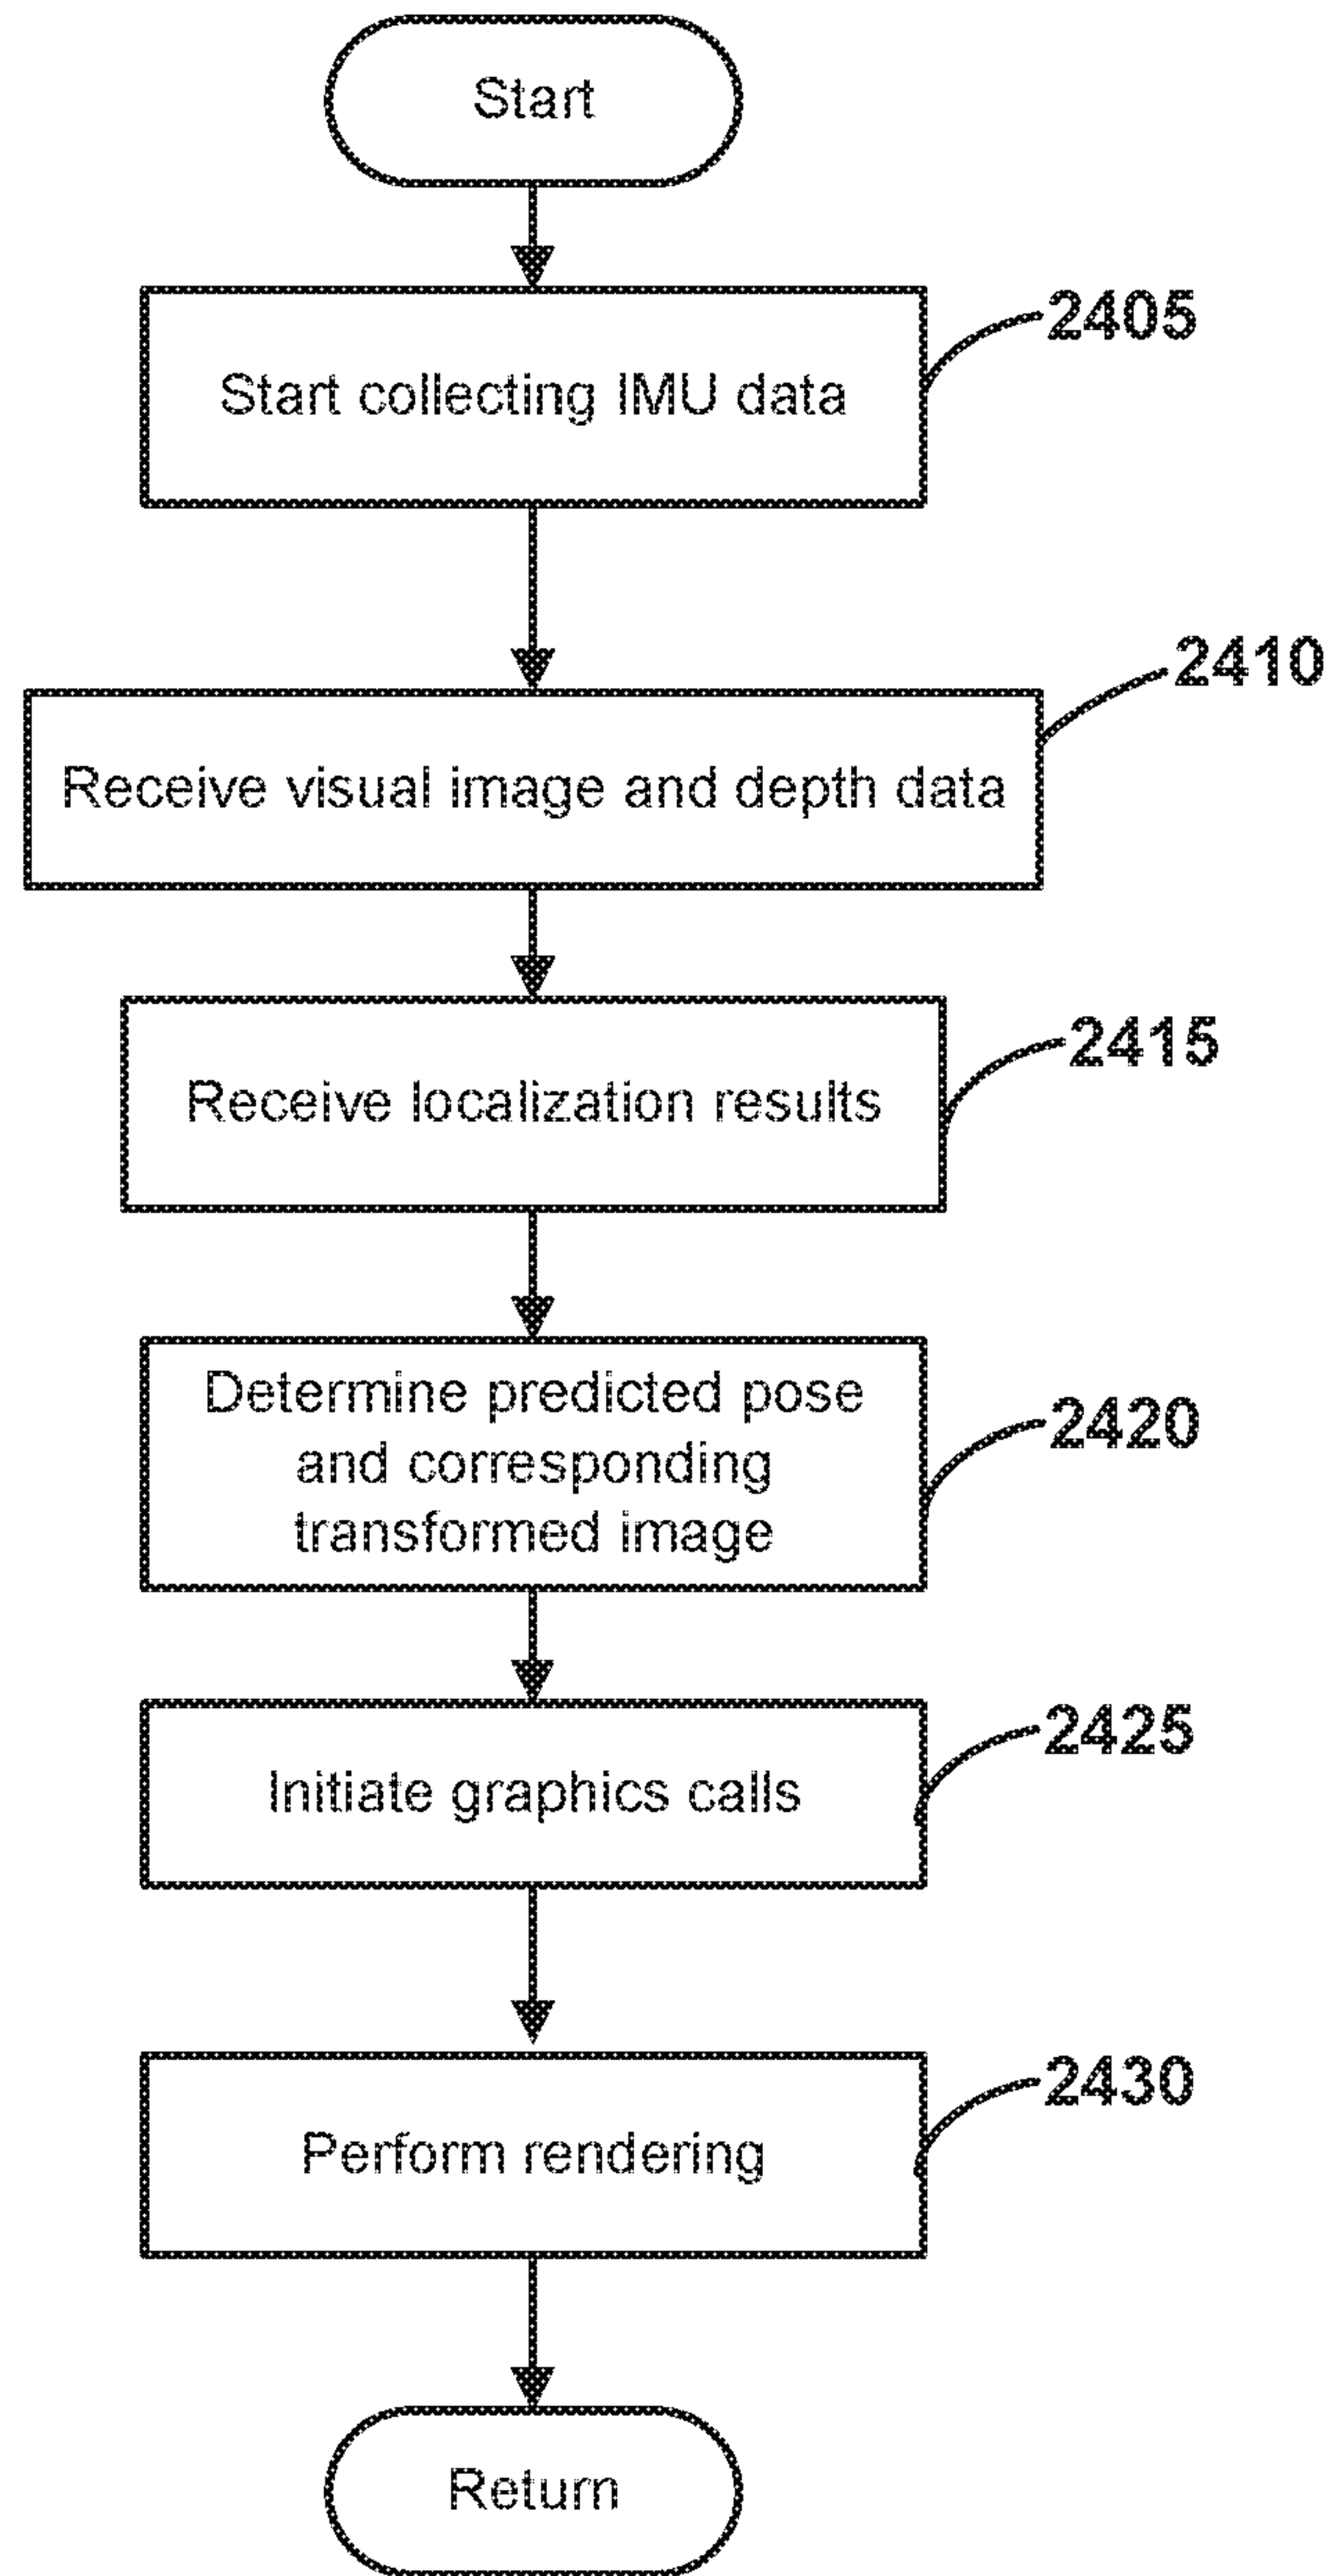 Start
Start collecting IMU data
2405
Receive visual image and depth data
2410
Receive localization results
2415
Determine predicted pose
and corresponding
transformed image
2420
Initiate graphics calls
2425
Perform rendering
2430
Return